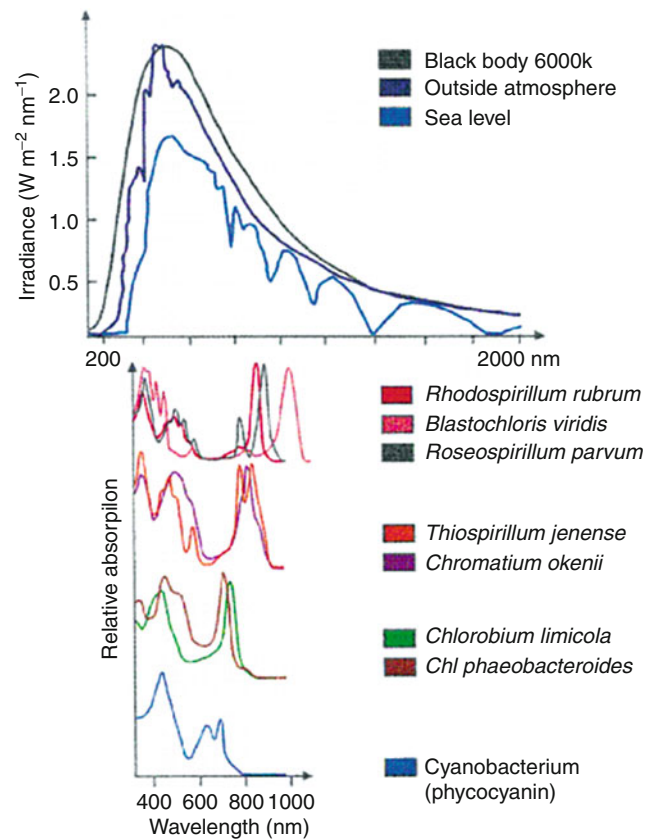 Black body 6000k
Outside atmosphere
Sea level
Irradiance (W m⁻² nm⁻¹)
2.0
1.5
1.0
0.5
200
2000 nm
Rhodospirillum rubrum
Blastochloris viridis
Roseospirillum parvum
Thiospirillum jenense
Chromatium okenii
Chlorobium limicola
Chl phaeobacteroides
Cyanobacterium
(phycocyanin)
Relative absorpilon
400 600 800 1000
Wavelength (nm)